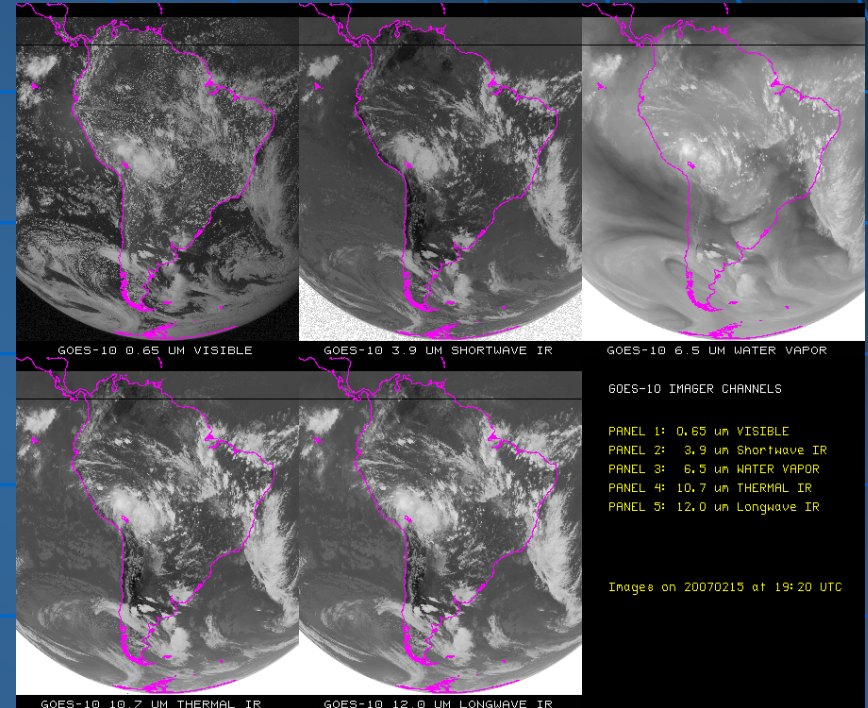 GOES-10 0.65 UM VISIBLE
GOES-10 3.9 UM SHORTWAVE IR
GOES-10 6.5 UM WATER VAPOR
GOES-10 IMAGER CHANNELS
PANEL 1: 0.65 um VISIBLE
PANEL 2: 3.9 um Shortwave IR
PANEL 3: 6.5 um WATER VAPOR
PANEL 4: 10.7 um THERMAL IR
PANEL 5: 12.0 um Longwave IR
Images on 20070215 at 19:20 UTC
GOES-10 10.7 UM THERMAL IR
GOES-10 12.0 UM LONGWAVE IR